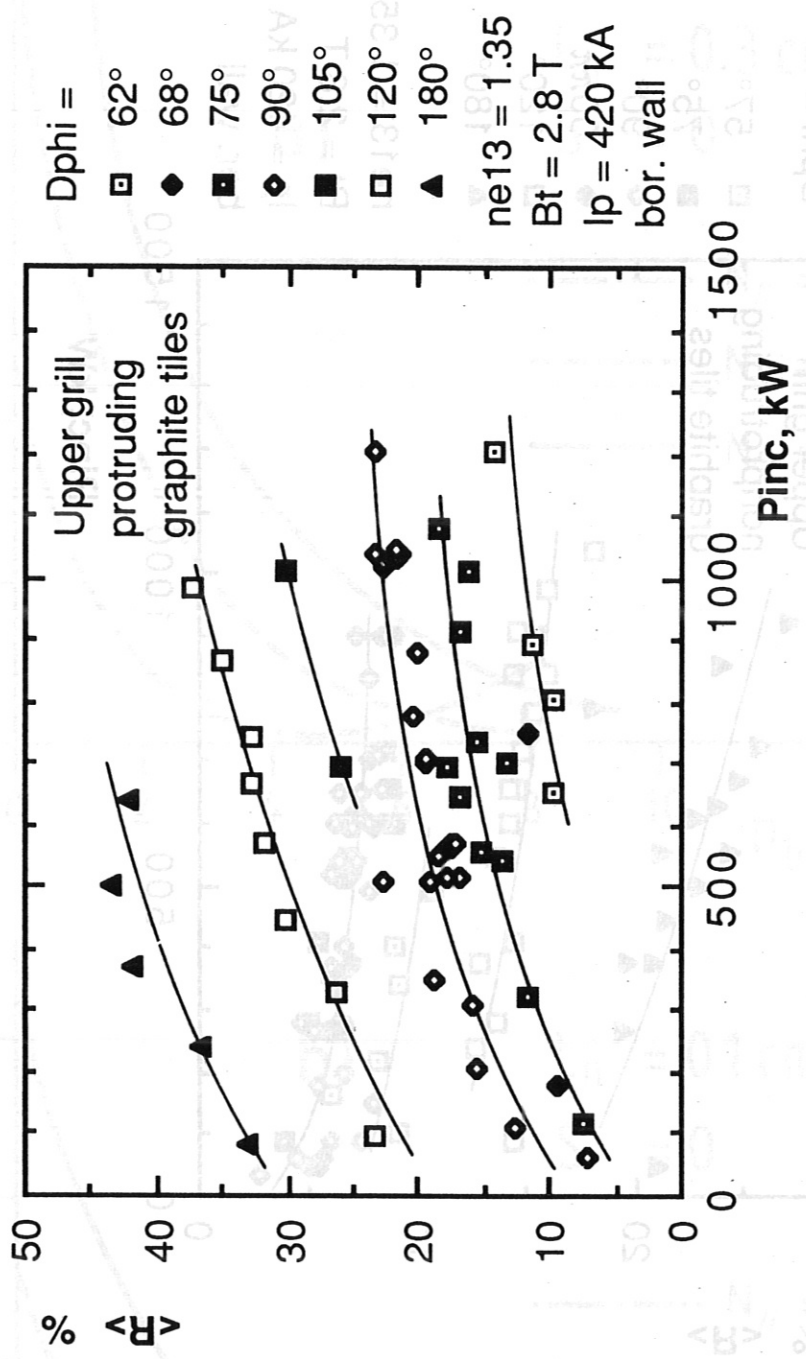 %
<R>
50
40
30
20
10
0
0
500
1000
1500
Pinc, kW
Upper grill
protruding
graphite tiles
Dphi =
62°
68°
75°
90°
105°
120°
180°
ne13 = 1.35
Bt = 2.8 T
Ip = 420 kA
bor. wall